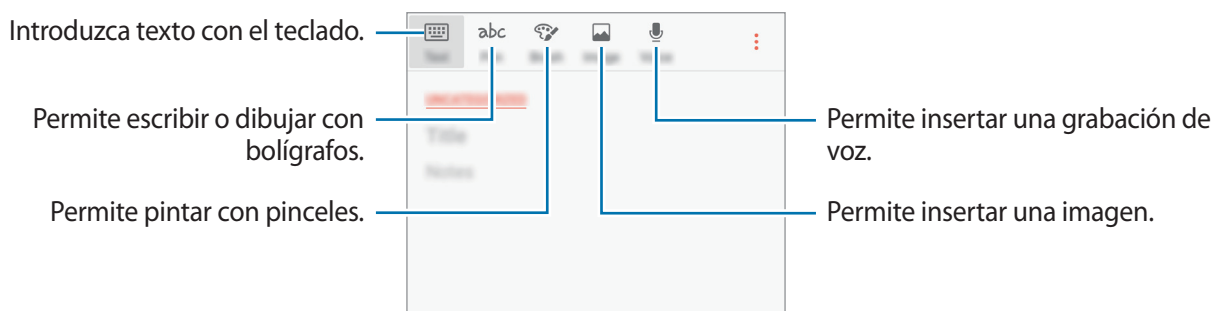 Introduzca texto con el teclado.
abc
Permite escribir o dibujar con
bolígrafos.
Permite insertar una grabación de
voz.
Title
Notes
Permite pintar con pinceles.
Permite insertar una imagen.